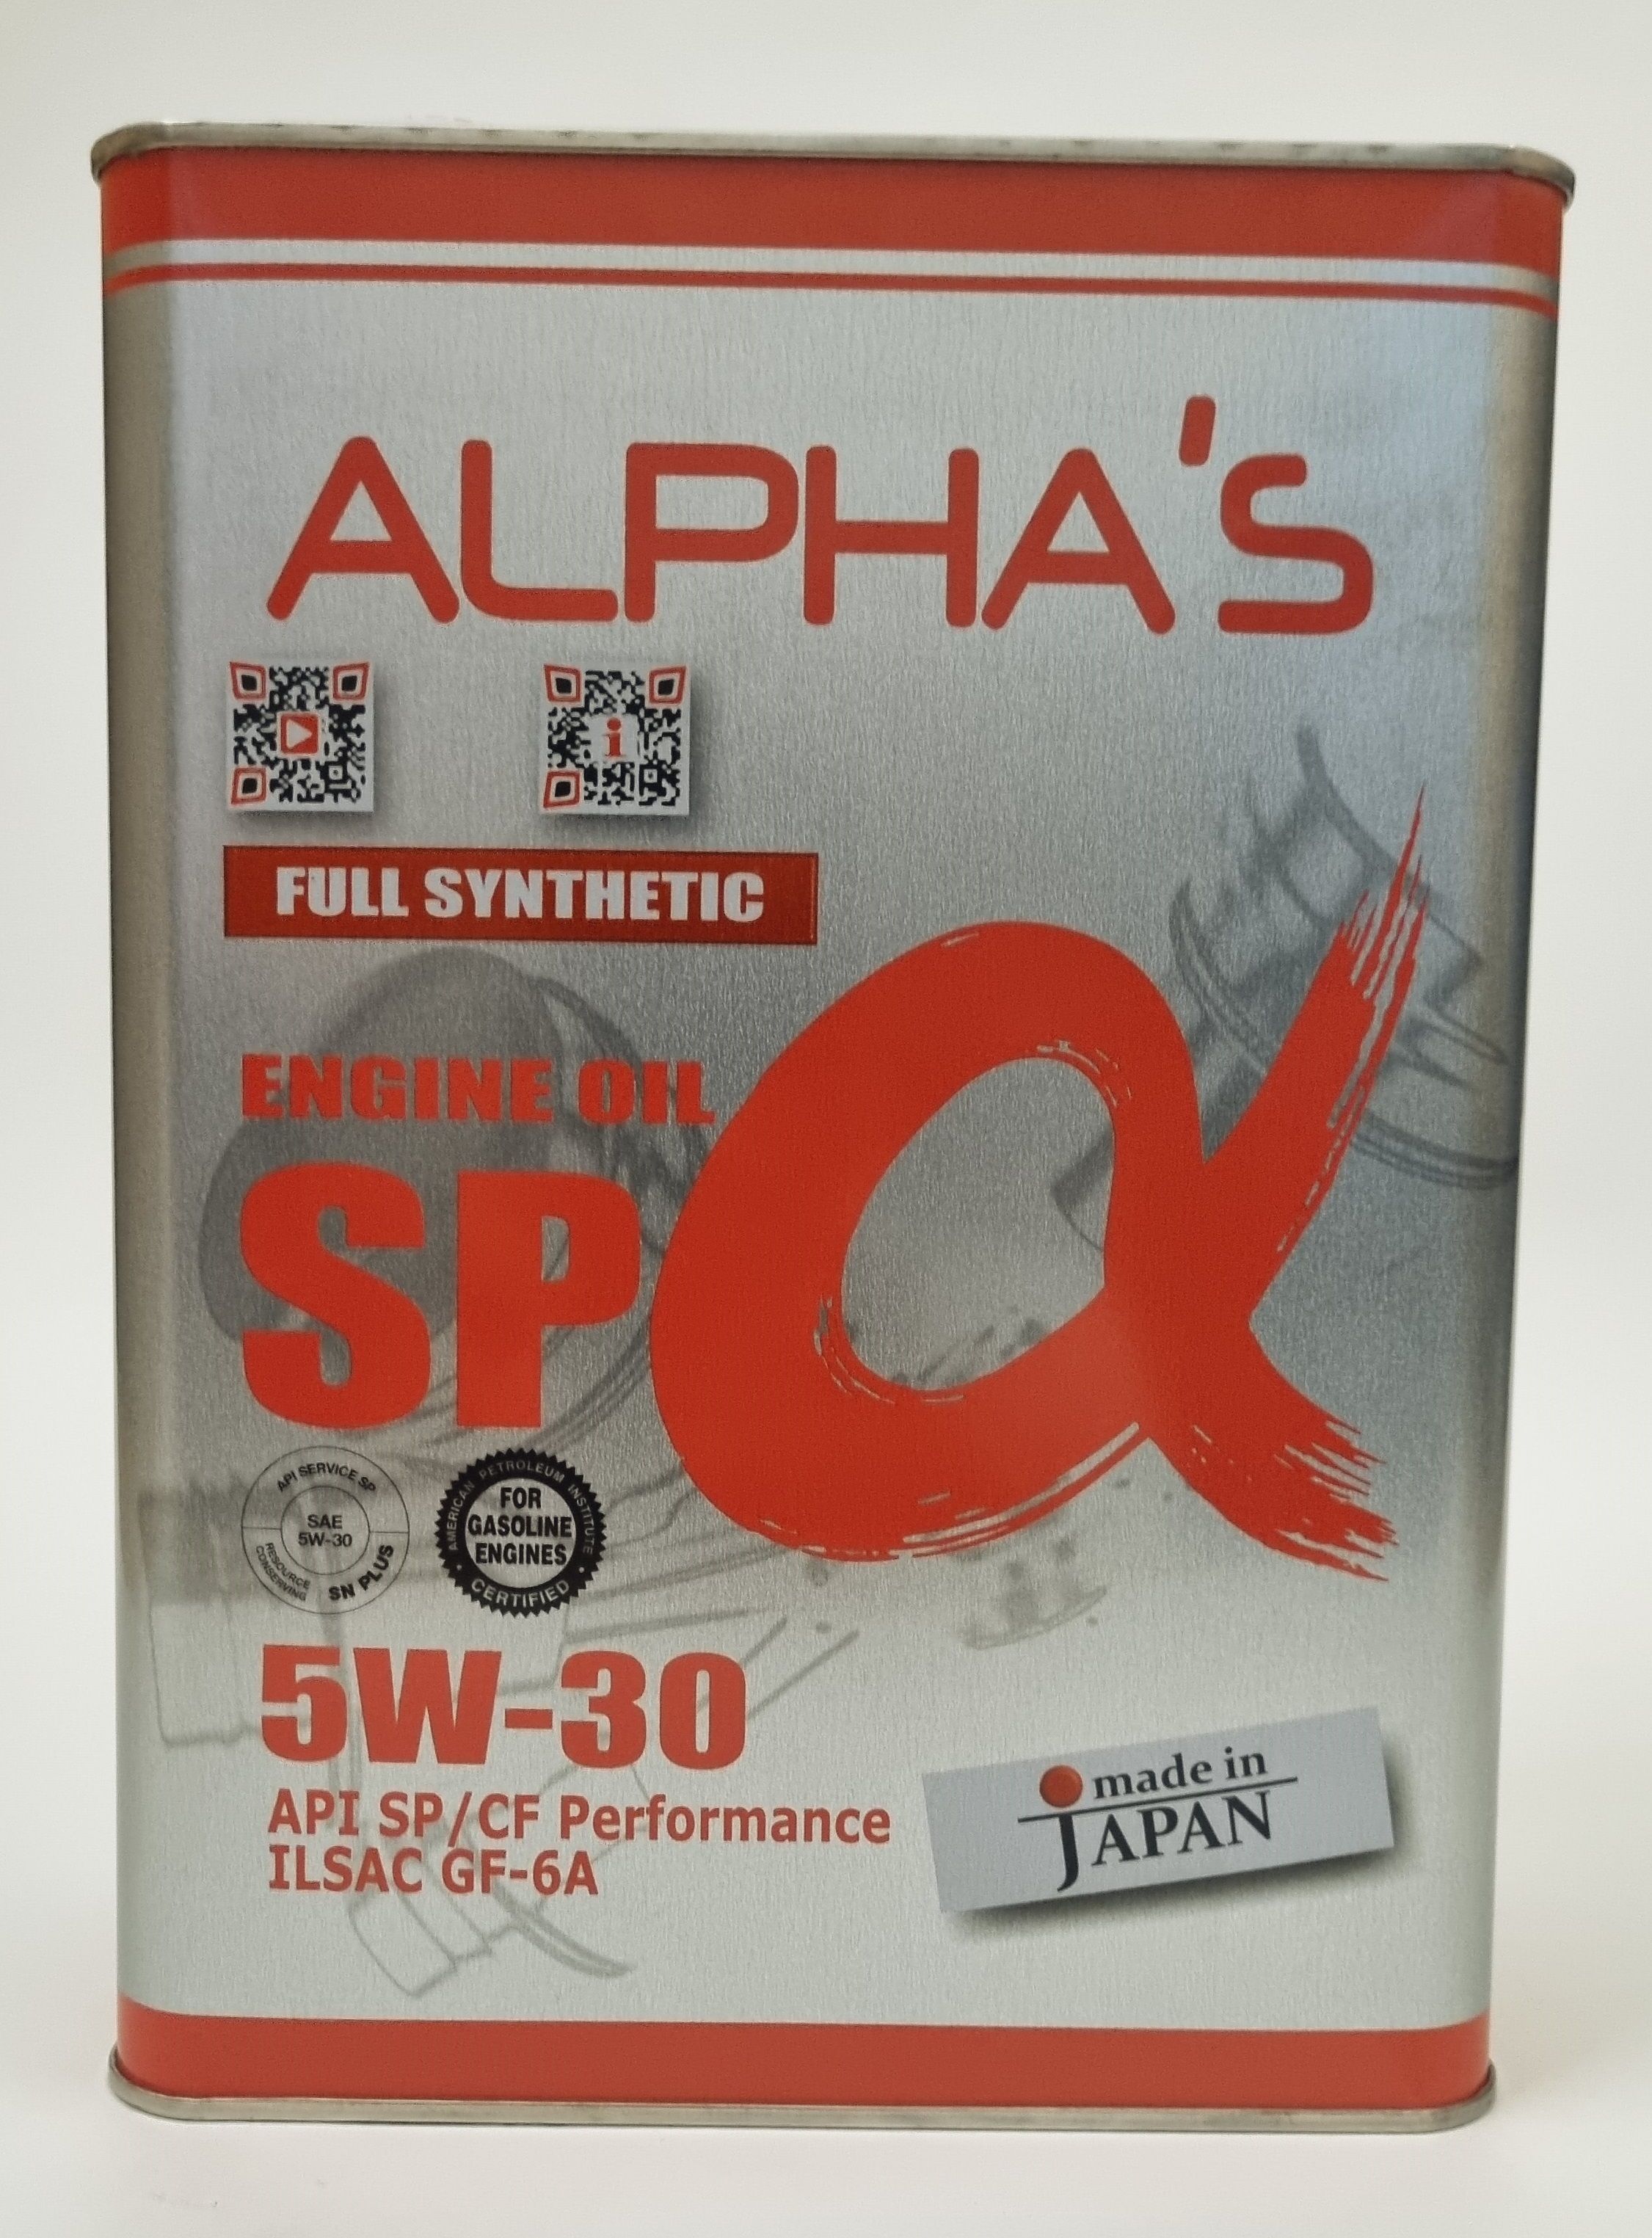 ALPHA'S
i
FULL SYNTHETIC
ENGINE OIL
SP α
API SERVICE SP
SAE
5W-30
RESOURCE
CONSERVING
SN PLUS
AMERICAN PETROLEUM INSTITUTE
FOR
GASOLINE
ENGINES
CERTIFIED
5W-30
API SP/CF Performance
ILSAC GF-6A
made in
JAPAN